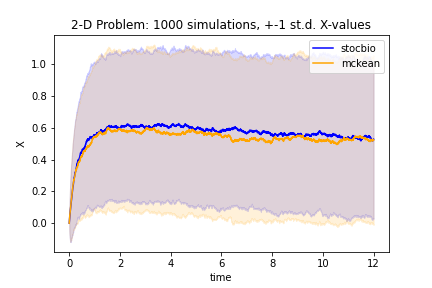 2-D Problem: 1000 simulations, +-1 st.d. X-values
stocbio
mckean
1.0
0.8
0.6
0.4
0.2
0.0
X
0 2 4 6 8 10 12
time